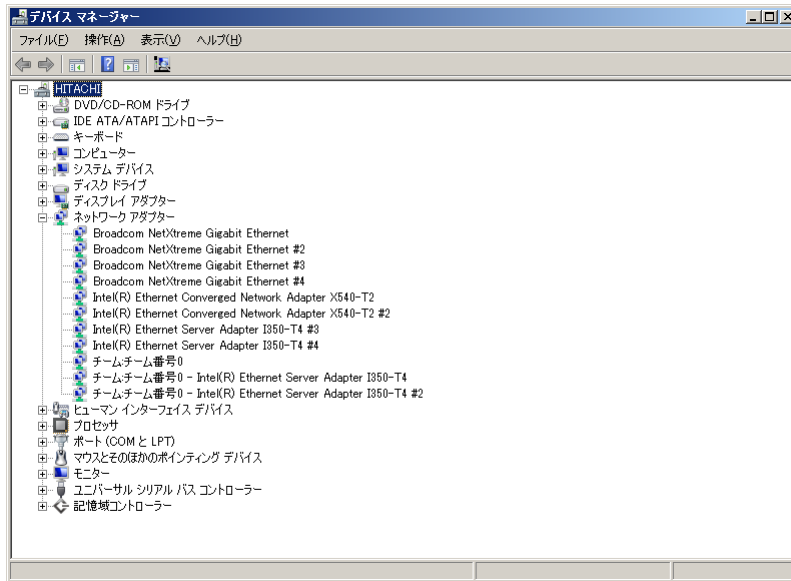 デバイス マネージャー
ファイル(F) 操作(A) 表示(V) ヘルプ(H)
HITACHI
DVD/CD-ROM ドライブ
IDE ATA/ATAPI コントローラー
キーボード
コンピューター
システム デバイス
ディスク ドライブ
ディスプレイ アダプター
ネットワーク アダプター
Broadcom NetXtreme Gigabit Ethernet
Broadcom NetXtreme Gigabit Ethernet #2
Broadcom NetXtreme Gigabit Ethernet #3
Broadcom NetXtreme Gigabit Ethernet #4
Intel(R) Ethernet Converged Network Adapter X540-T2
Intel(R) Ethernet Converged Network Adapter X540-T2 #2
Intel(R) Ethernet Server Adapter I350-T4 #3
Intel(R) Ethernet Server Adapter I350-T4 #4
チーム:チーム番号0
チーム:チーム番号0 - Intel(R) Ethernet Server Adapter I350-T4
チーム:チーム番号0 - Intel(R) Ethernet Server Adapter I350-T4 #2
ヒューマン インターフェイス デバイス
プロセッサ
ポート (COM と LPT)
マウスとそのほかのポインティング デバイス
モニター
ユニバーサル シリアル バス コントローラー
記憶域コントローラー